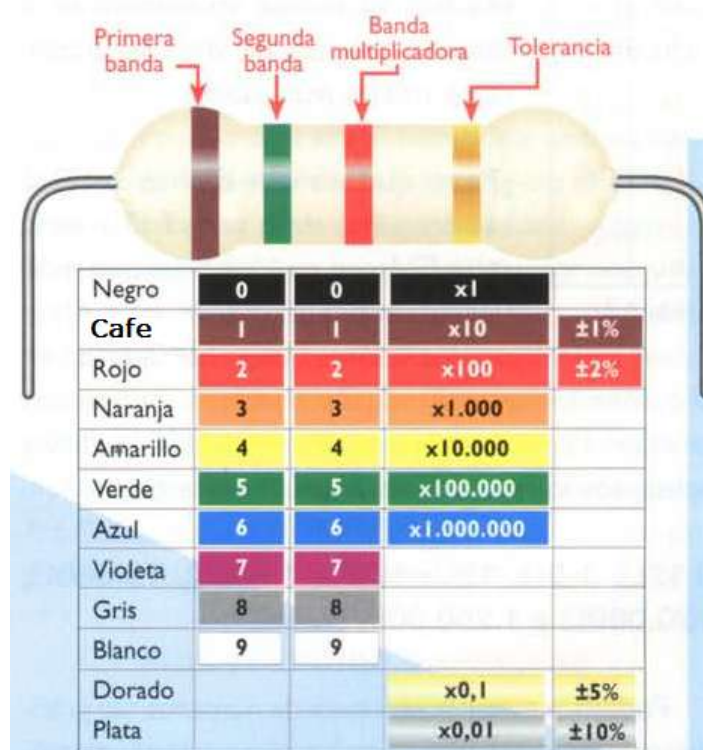 Primera
banda
Segunda
banda
Banda
multiplicadora
Tolerancia
Negro 0 0 x1
Cafe 1 1 x10 ±1%
Rojo 2 2 x100 ±2%
Naranja 3 3 x1.000
Amarillo 4 4 x10.000
Verde 5 5 x100.000
Azul 6 6 x1.000.000
Violeta 7 7
Gris 8 8
Blanco 9 9
Dorado x0,1 ±5%
Plata x0,01 ±10%